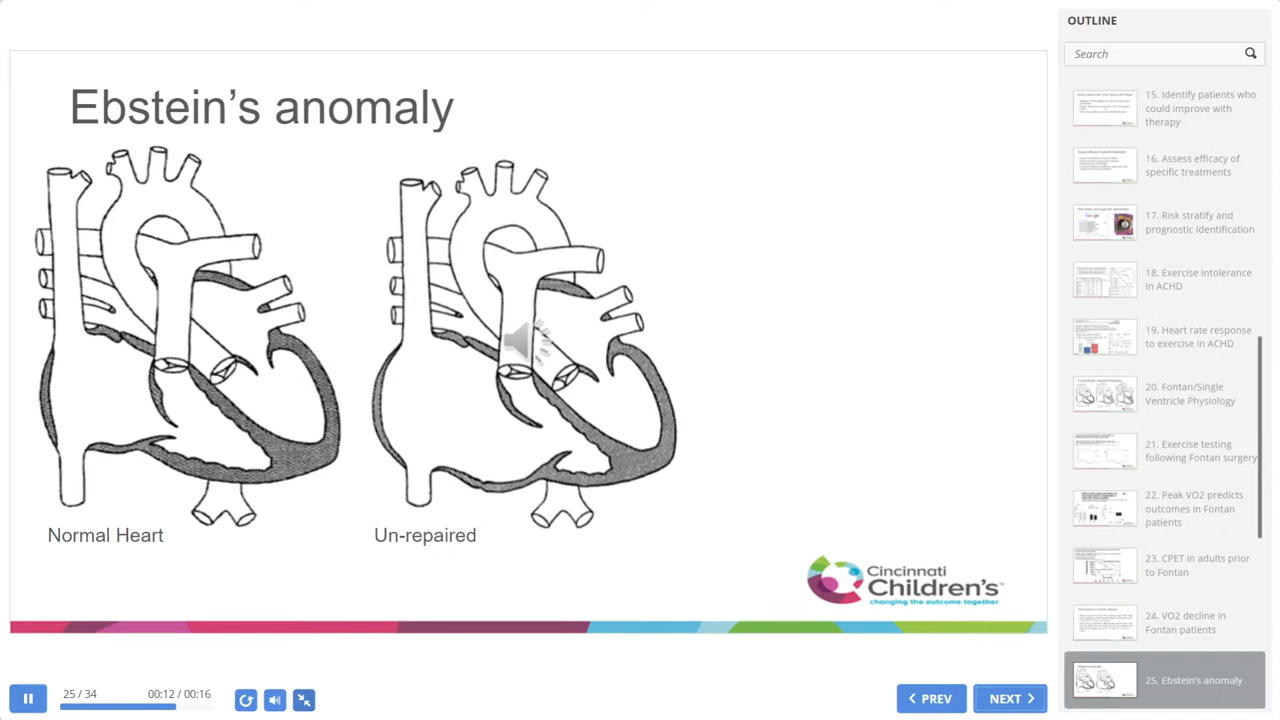 Ebstein’s anomaly
Normal Heart
Un-repaired
Cincinnati
Children’s™
changing the outcome together
25 / 34
00:12 / 00:16
PREV
NEXT
OUTLINE
Search
15. Identify patients who
could improve with
therapy
16. Assess efficacy of
specific treatments
17. Risk stratify and
prognostic identification
18. Exercise intolerance
in ACHD
19. Heart rate response
to exercise in ACHD
20. Fontan/Single
Ventricle Physiology
21. Exercise testing
following Fontan surgery
22. Peak VO2 predicts
outcomes in Fontan
patients
23. CPET in adults prior
to Fontan
24. VO2 decline in
Fontan patients
25. Ebstein’s anomaly